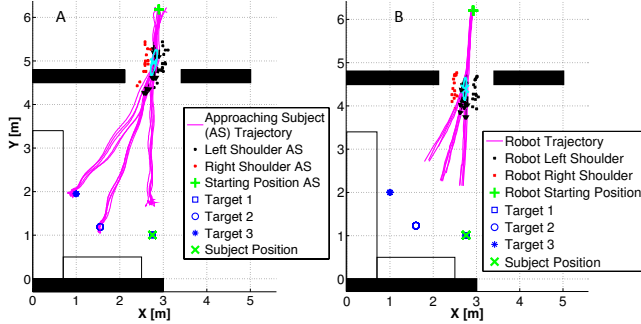 A
6
5
4
3
2
1
0
Y [m]
0 1 2 3 4 5
X [m]
Approaching Subject
(AS) Trajectory
Left Shoulder AS
Right Shoulder AS
Starting Position AS
Target 1
Target 2
Target 3
Subject Position
B
6
5
4
3
2
1
0
0 1 2 3 4 5
X [m]
Robot Trajectory
Robot Left Shoulder
Robot Right Shoulder
Robot Starting Position
Target 1
Target 2
Target 3
Subject Position